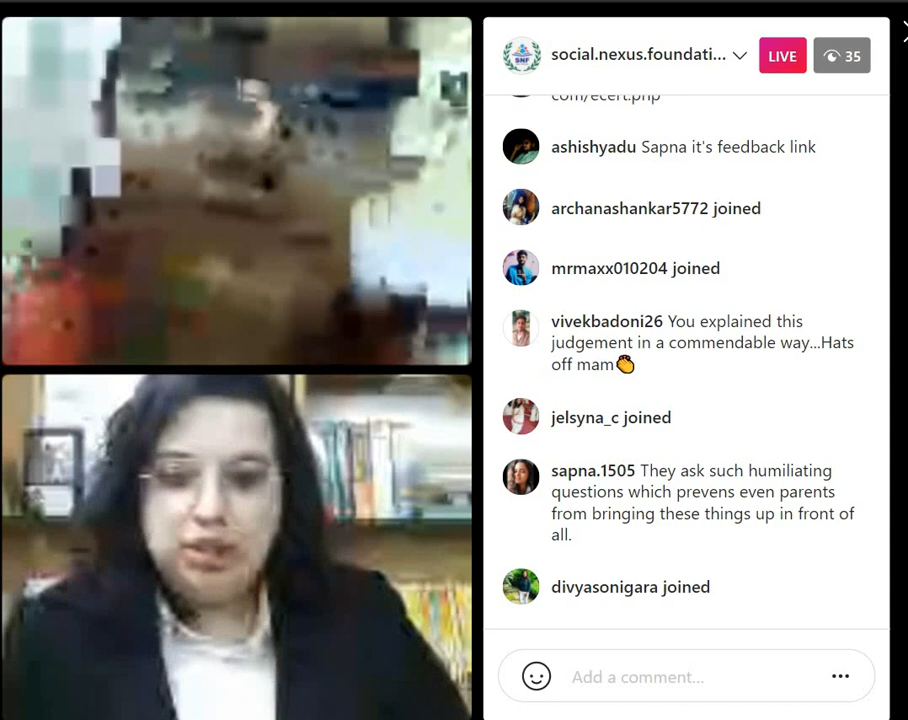 social.nexus.foundati...
LIVE
35
SNF
com/ecert.php
ashishyadu Sapna it's feedback link
archanashankar5772 joined
mrmaxx010204 joined
vivekbadoni26 You explained this
judgement in a commendable way...Hats
off mam👏
jelsyna_c joined
sapna.1505 They ask such humiliating
questions which prevens even parents
from bringing these things up in front of
all.
divyasonigara joined
Add a comment...